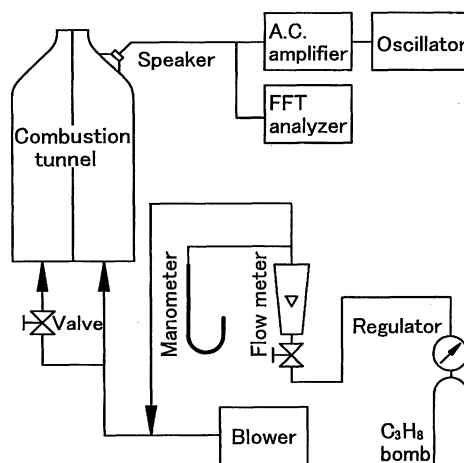 A.C.
amplifier
Oscillator
Speaker
FFT
analyzer
Combustion
tunnel
Manometer
Flow meter
Valve
Regulator
Blower
C₃H₈
bomb